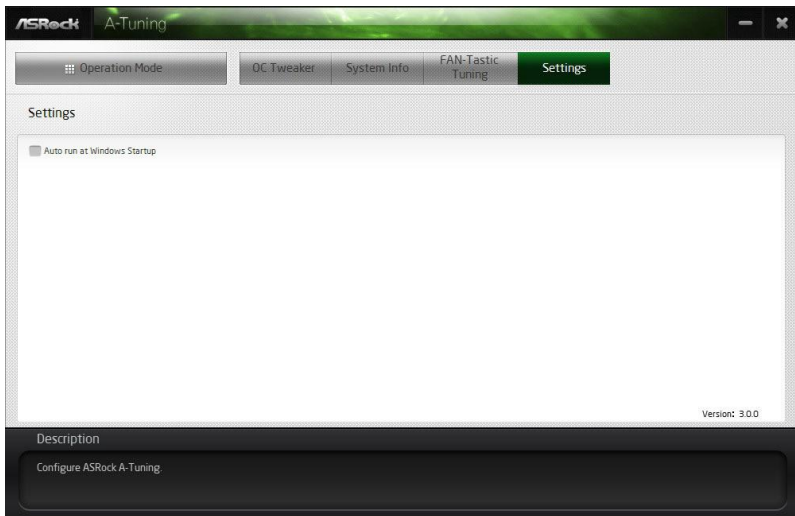 ASRock A-Tuning
Operation Mode OC Tweaker System Info FAN-Tastic Tuning Settings
Settings
Auto run at Windows Startup
Version: 3.0.0
Description
Configure ASRock A-Tuning.